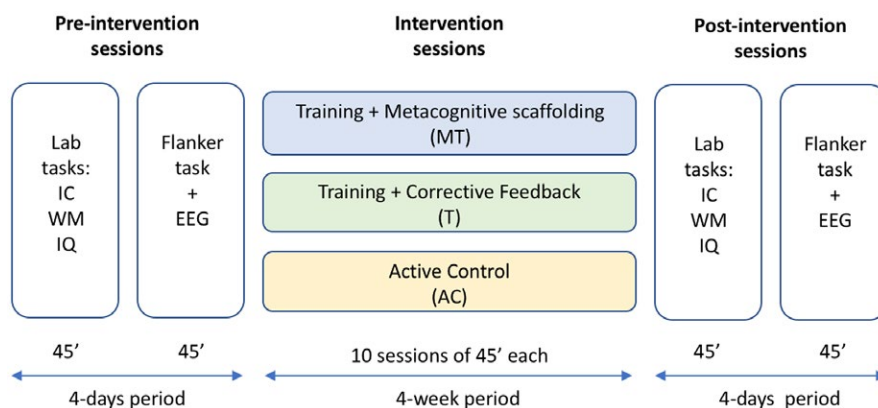 Pre-intervention
sessions
Intervention
sessions
Post-intervention
sessions
Lab
tasks:
IC
WM
IQ
Flanker
task
+
EEG
Training + Metacognitive scaffolding
(MT)
Training + Corrective Feedback
(T)
Active Control
(AC)
Lab
tasks:
IC
WM
IQ
Flanker
task
+
EEG
45’
45’
10 sessions of 45’ each
45’
45’
4-days period
4-week period
4-days period